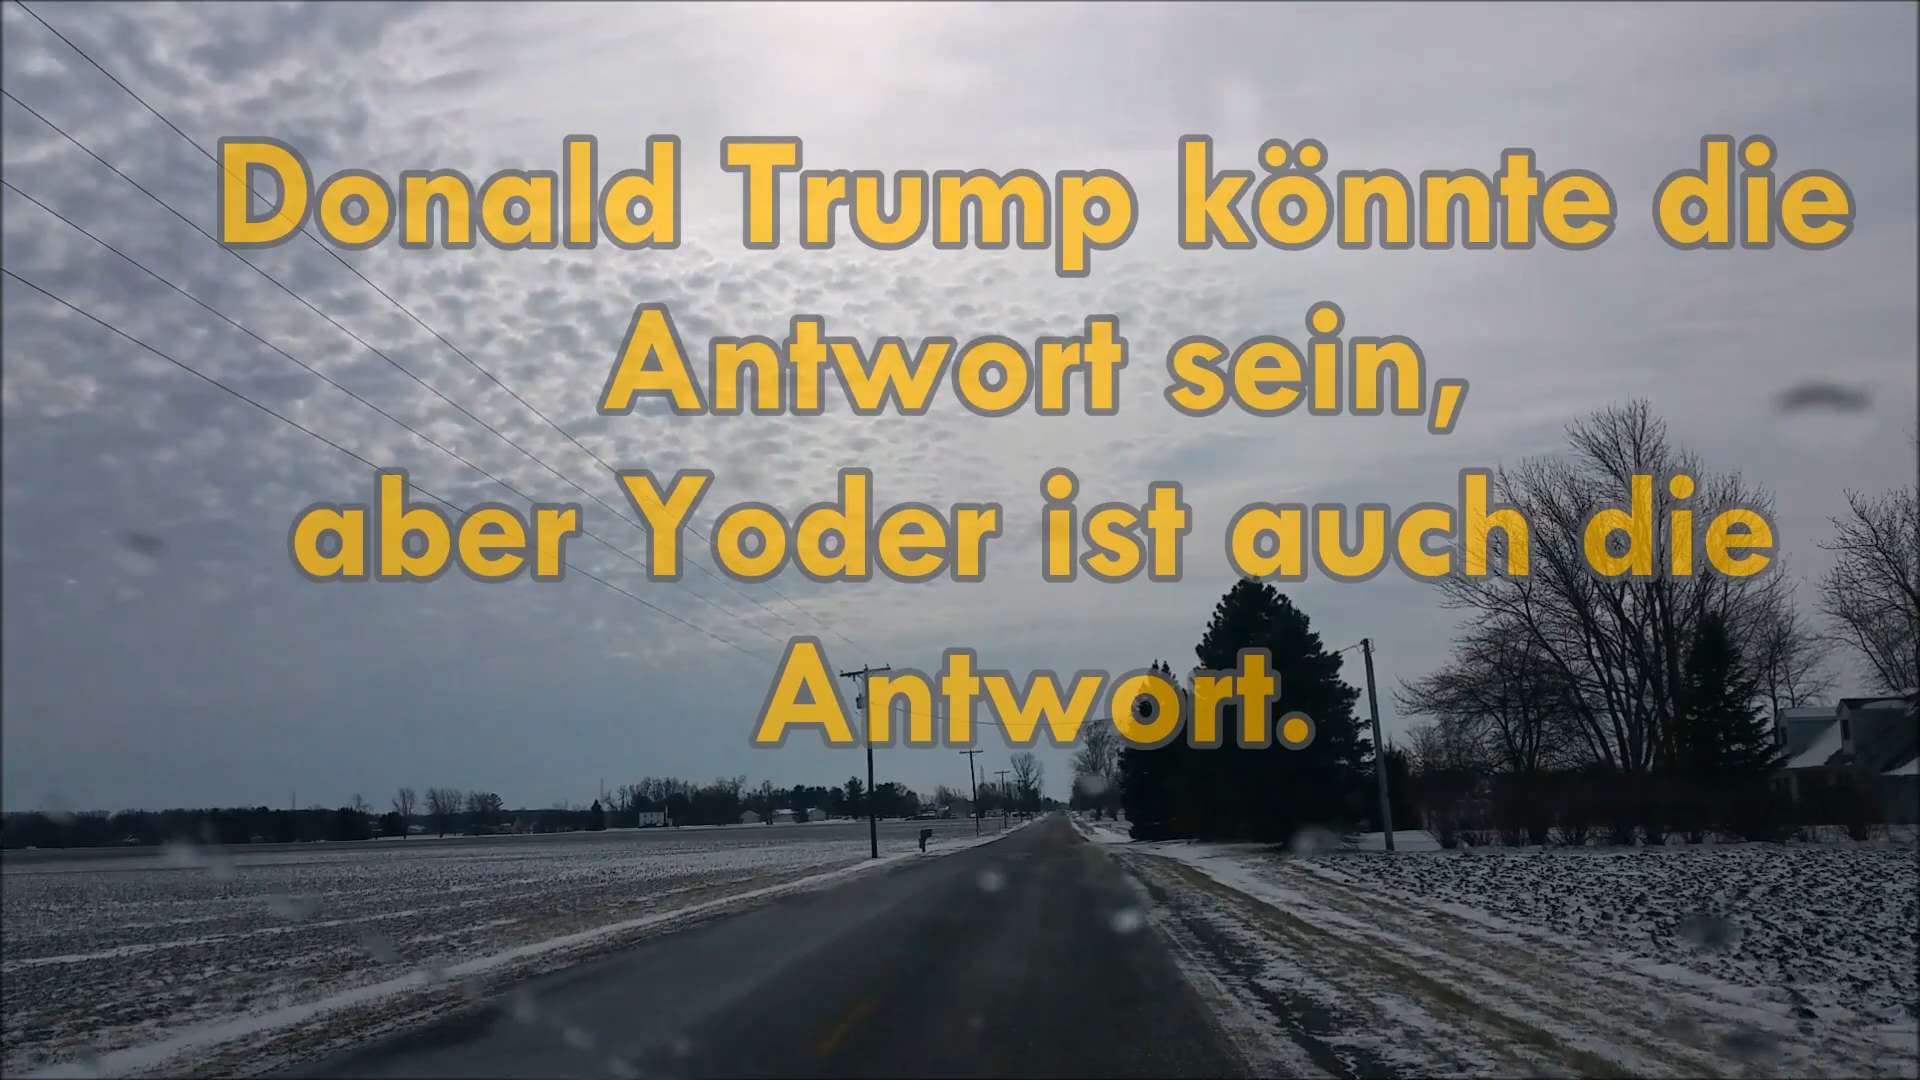 Donald Trump könnte die
Antwort sein,
aber Yoder ist auch die
Antwort.